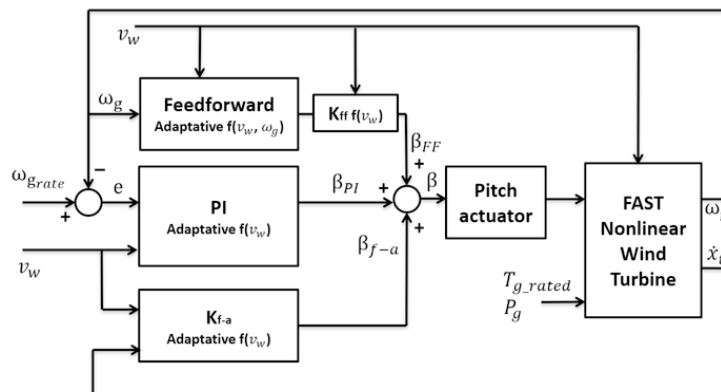 v_w
ω_g
Feedforward
Adaptative f(v_w, ω_g)
K_ff f(v_w)
β_FF
+
−
ω_g_rate
+
e
PI
Adaptative f(v_w)
β_PI
+
β
Pitch
actuator
FAST
Nonlinear
Wind
Turbine
v_w
β_f−a
+
K_f-a
Adaptative f(v_w)
T_g_rated
P_g